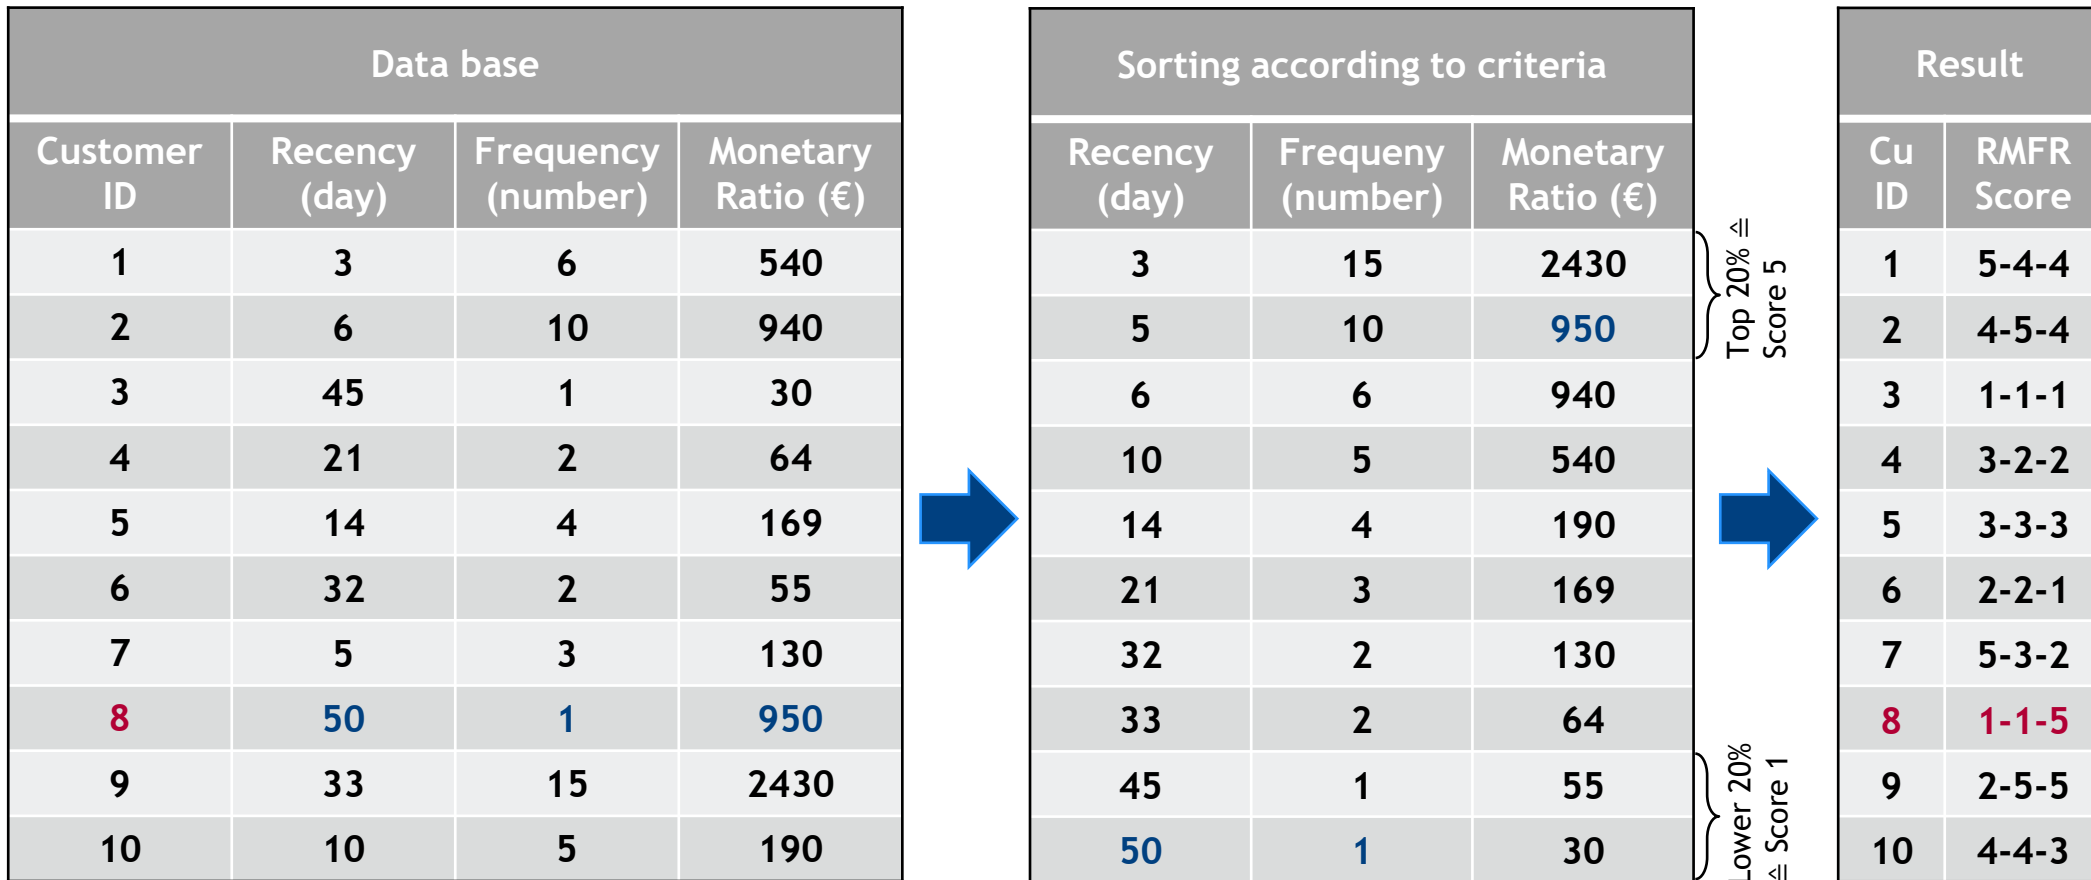 Data base
Customer ID Recency (day) Frequency (number) Monetary Ratio (€)
1 3 6 540
2 6 10 940
3 45 1 30
4 21 2 64
5 14 4 169
6 32 2 55
7 5 3 130
8 50 1 950
9 33 15 2430
10 10 5 190
Sorting according to criteria
Recency (day) Frequeny (number) Monetary Ratio (€)
3 15 2430
5 10 950
6 6 940
10 5 540
14 4 190
21 3 169
32 2 130
33 2 64
45 1 55
50 1 30
Top 20% ≙
Score 5
Lower 20%
≙ Score 1
Result
Cu ID RMFR Score
1 5-4-4
2 4-5-4
3 1-1-1
4 3-2-2
5 3-3-3
6 2-2-1
7 5-3-2
8 1-1-5
9 2-5-5
10 4-4-3